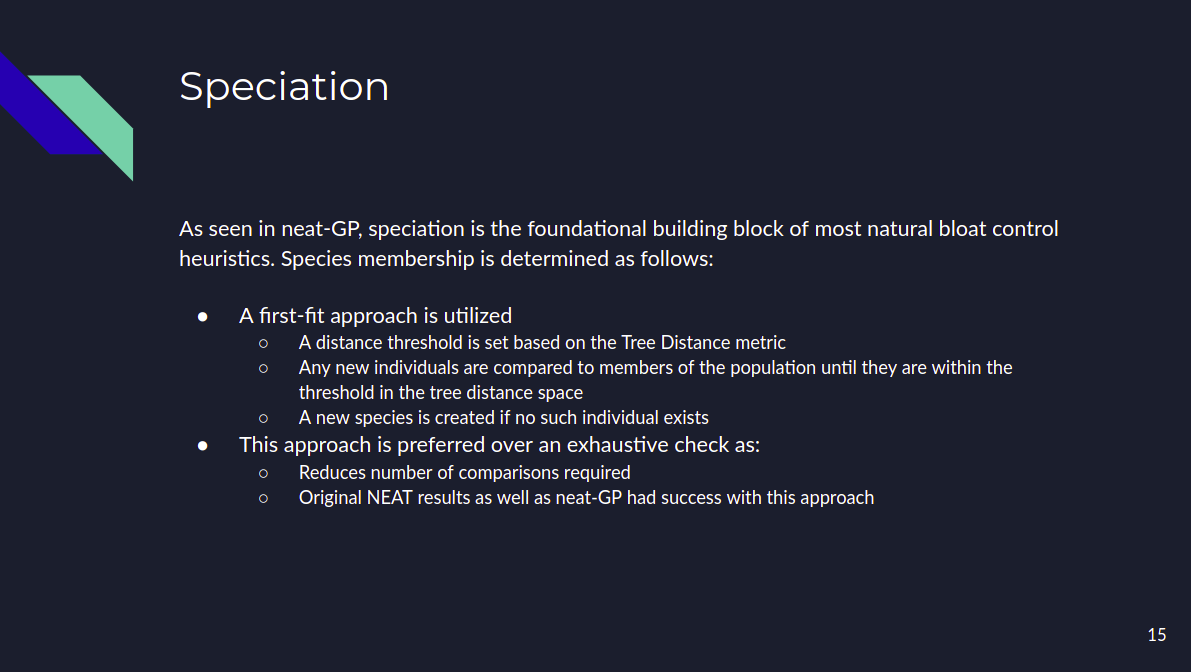 Speciation
As seen in neat-GP, speciation is the foundational building block of most natural bloat control
heuristics. Species membership is determined as follows:
● A first-fit approach is utilized
○ A distance threshold is set based on the Tree Distance metric
○ Any new individuals are compared to members of the population until they are within the
threshold in the tree distance space
○ A new species is created if no such individual exists
● This approach is preferred over an exhaustive check as:
○ Reduces number of comparisons required
○ Original NEAT results as well as neat-GP had success with this approach
15